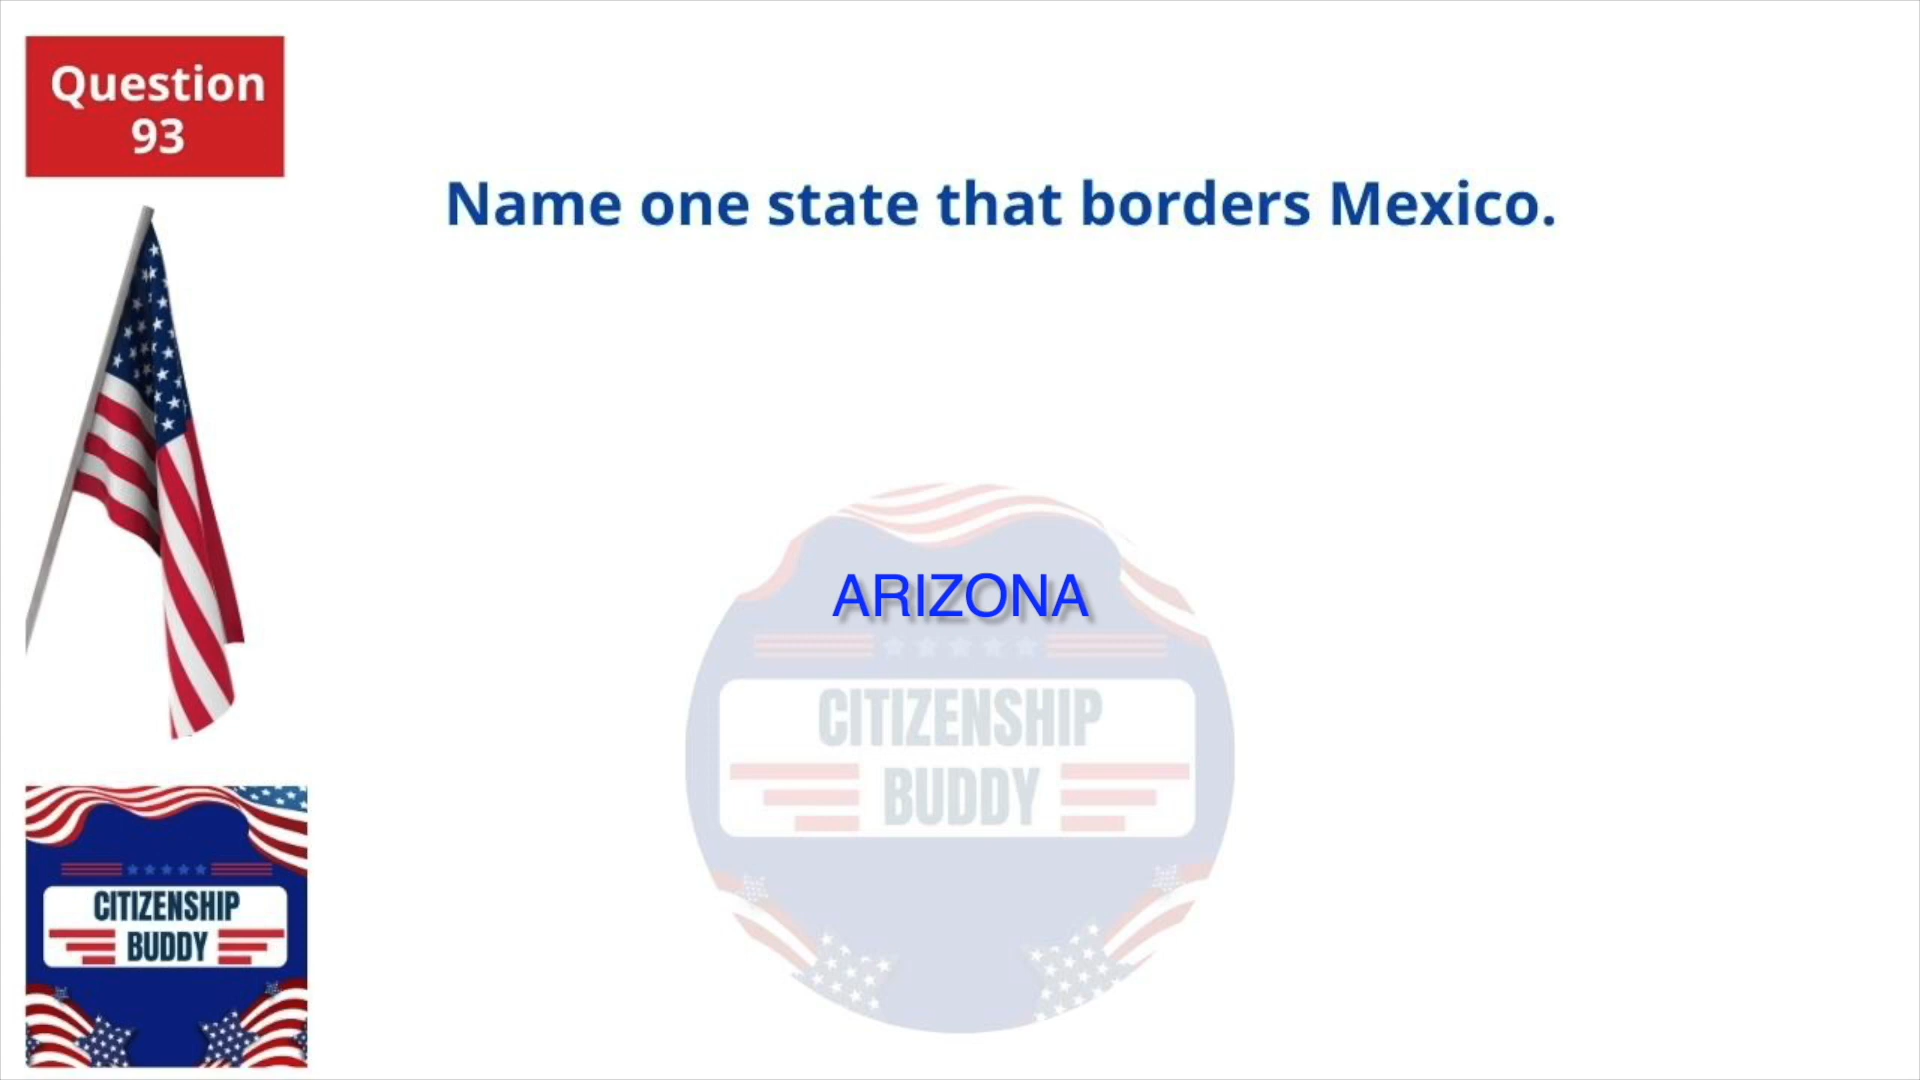 Question
93
Name one state that borders Mexico.
ARIZONA
CITIZENSHIP
BUDDY
CITIZENSHIP
BUDDY